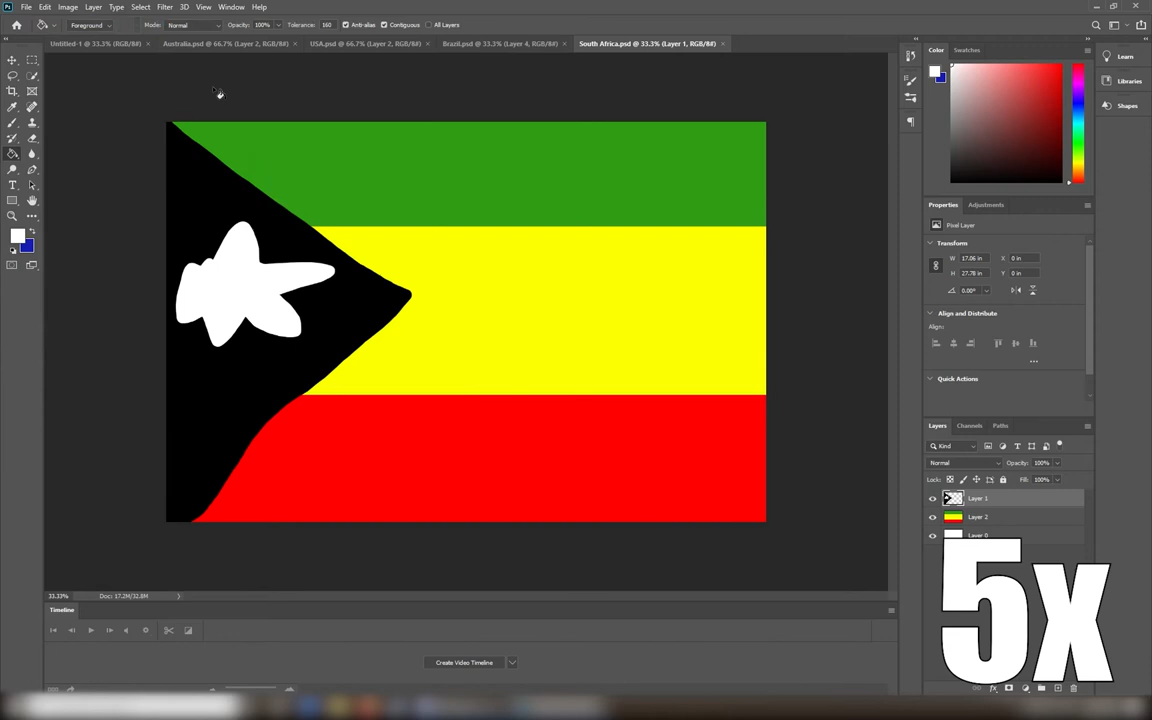 Ps File Edit Image Layer Type Select Filter 3D View Window Help
Foreground Mode: Normal Opacity: 100% Tolerance: 160 Anti-alias Contiguous All Layers
Untitled-1 @ 33.3% (RGB/8#) × Australia.psd @ 66.7% (Layer 2, RGB/8#) × USA.psd @ 66.7% (Layer 2, RGB/8#) × Brazil.psd @ 33.3% (Layer 4, RGB/8#) × South Africa.psd @ 33.3% (Layer 1, RGB/8#) ×
Color Swatches
Learn
Libraries
Shapes
Properties Adjustments
Pixel Layer
Transform
W 17.06 in X 0 in
H 27.78 in Y 0 in
0.00°
Align and Distribute
Align:
Quick Actions
Layers Channels Paths
Kind
Normal Opacity: 100%
Lock: Fill: 100%
Layer 1
Layer 2
Layer 0
5x
33.33% Doc: 17.2M/32.8M
Timeline
Create Video Timeline
fx